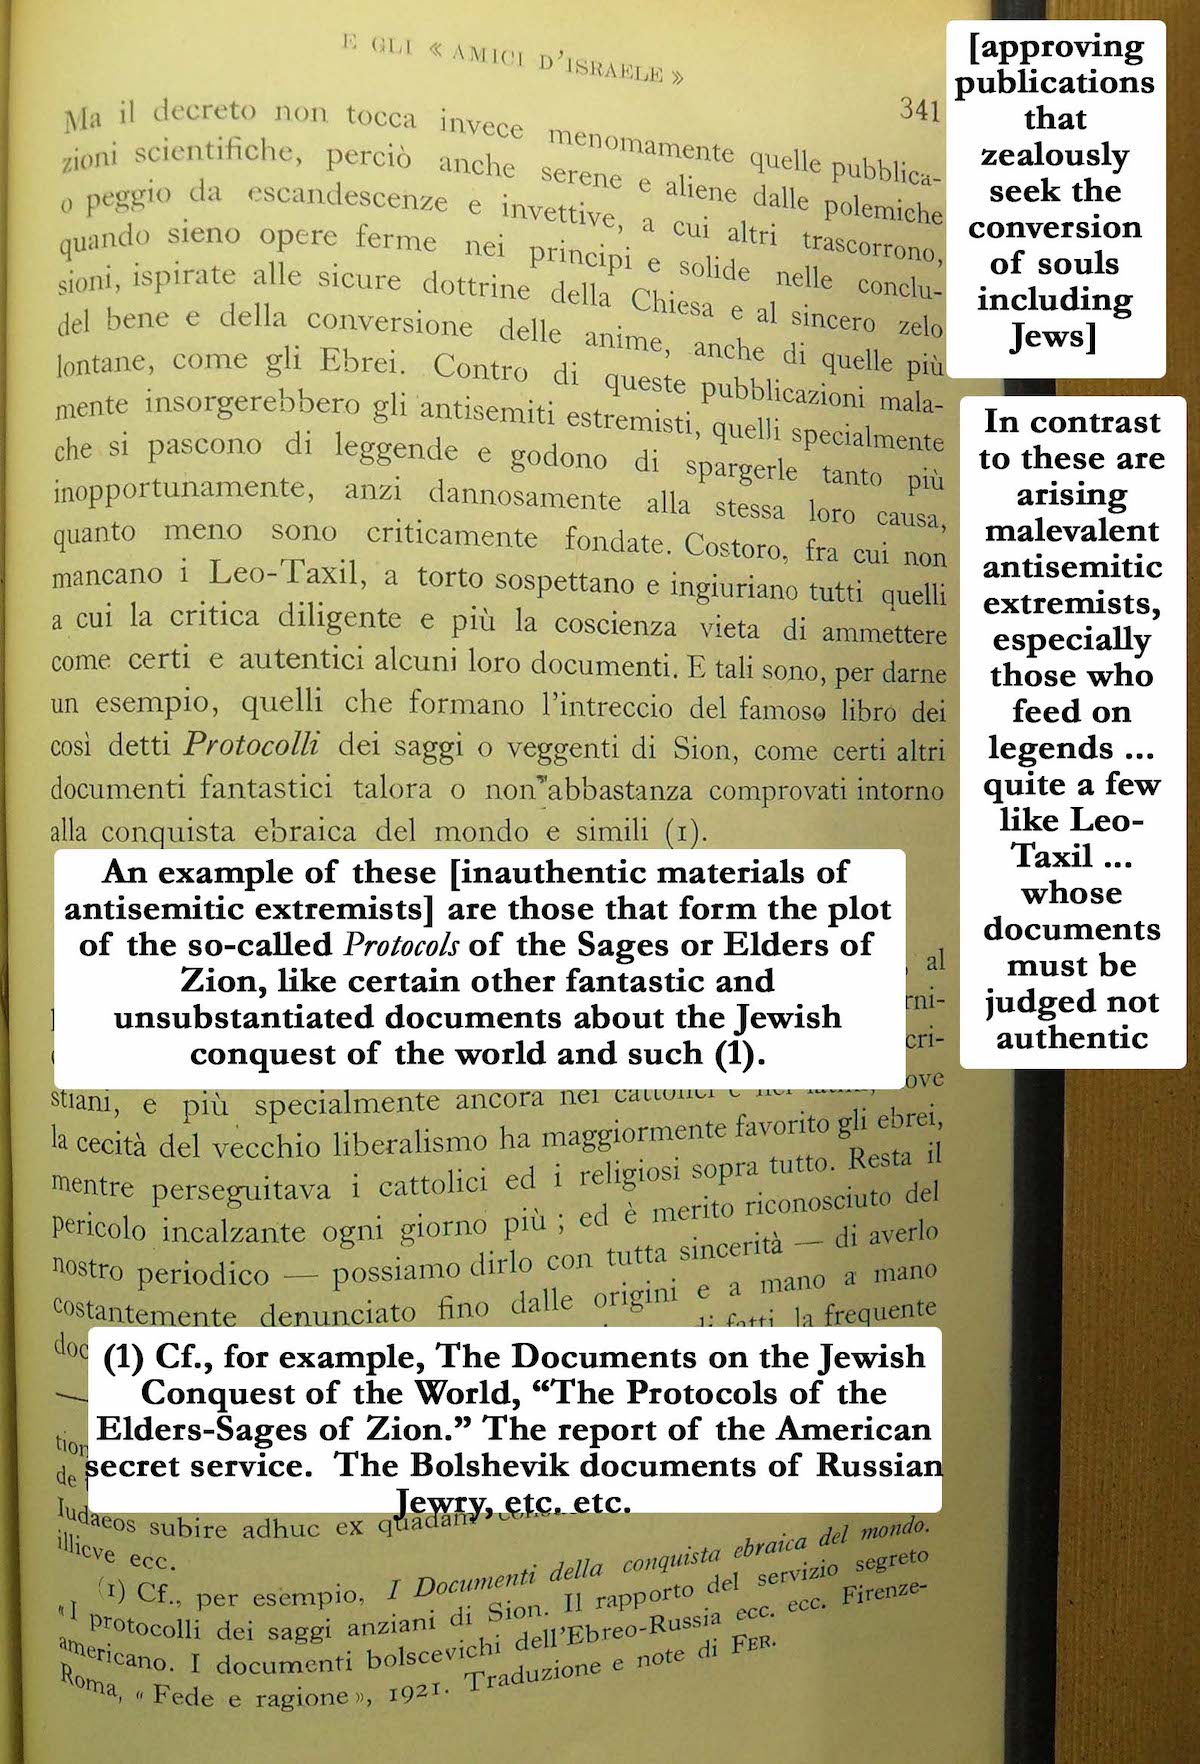 E GLI « AMICI D'ISRAELE »
341
Ma il decreto non tocca invece menomamente quelle pubblica-
zioni scientifiche, perciò anche serene e aliene dalle polemiche
o peggio da escandescenze e invettive, a cui altri trascorrono,
quando sieno opere ferme nei principi e solide nelle conclu-
sioni, ispirate alle sicure dottrine della Chiesa e al sincero zelo
del bene e della conversione delle anime, anche di quelle più
lontane, come gli Ebrei. Contro di queste pubblicazioni mala-
mente insorgerebbero gli antisemiti estremisti, quelli specialmente
che si pascono di leggende e godono di spargerle tanto più
inopportunamente, anzi dannosamente alla stessa loro causa,
quanto meno sono criticamente fondate. Costoro, fra cui non
mancano i Leo-Taxil, a torto sospettano e ingiuriano tutti quelli
a cui la critica diligente e più la coscienza vieta di ammettere
come certi e autentici alcuni loro documenti. E tali sono, per darne
un esempio, quelli che formano l'intreccio del famoso libro dei
così detti Protocolli dei saggi o veggenti di Sion, come certi altri
documenti fantastici talora o non abbastanza comprovati intorno
alla conquista ebraica del mondo e simili (1).
[approving
publications
that
zealously
seek the
conversion
of souls
including
Jews]
In contrast
to these are
arising
malevalent
antisemitic
extremists,
especially
those who
feed on
legends ...
quite a few
like Leo-
Taxil ...
whose
documents
must be
judged not
authentic
An example of these [inauthentic materials of
antisemitic extremists] are those that form the plot
of the so-called Protocols of the Sages or Elders of
Zion, like certain other fantastic and
unsubstantiated documents about the Jewish
conquest of the world and such (1).
al
rni-
cri-
stiani, e più specialmente ancora nei ove
la cecità del vecchio liberalismo ha maggiormente favorito gli ebrei,
mentre perseguitava i cattolici ed i religiosi sopra tutto. Resta il
pericolo incalzante ogni giorno più ; ed è merito riconosciuto del
nostro periodico — possiamo dirlo con tutta sincerità — di averlo
costantemente denunciato fino dalle origini e a mano a mano
doc di fatti la frequente
(1) Cf., for example, The Documents on the Jewish
Conquest of the World, “The Protocols of the
Elders-Sages of Zion.” The report of the American
secret service. The Bolshevik documents of Russian
Jewry, etc. etc.
tion
de
Iudaeos subire adhuc ex quadam
illicve ecc.
(1) Cf., per esempio, I Documenti della conquista ebraica del mondo.
« I protocolli dei saggi anziani di Sion. Il rapporto del servizio segreto
americano. I documenti bolscevichi dell'Ebreo-Russia ecc. ecc. Firenze-
Roma, « Fede e ragione », 1921. Traduzione e note di FER.